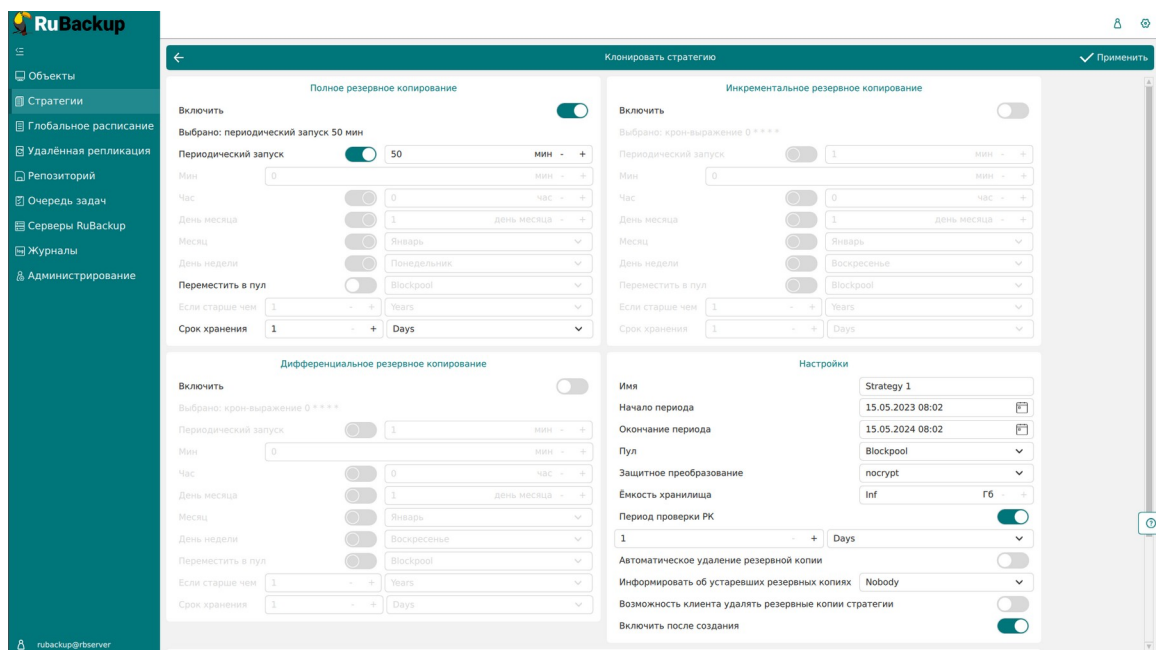 RuBackup
Клонировать стратегию
Применить
Объекты
Стратегии
Глобальное расписание
Удалённая репликация
Репозиторий
Очередь задач
Серверы RuBackup
Журналы
Администрирование
rubackup@rbserver
Полное резервное копирование
Включить
Выбрано: периодический запуск 50 мин
Периодический запуск 50 мин - +
Мин 0 мин - +
Час 0 час - +
День месяца 1 день месяца - +
Месяц Январь
День недели Понедельник
Переместить в пул Blockpool
Если старше чем 1 - + Years
Срок хранения 1 - + Days
Инкрементальное резервное копирование
Включить
Выбрано: крон-выражение 0 * * * *
Периодический запуск 1 мин - +
Мин 0 мин - +
Час 0 час - +
День месяца 1 день месяца - +
Месяц Январь
День недели Воскресенье
Переместить в пул Blockpool
Если старше чем 1 - + Years
Срок хранения 1 - + Days
Дифференциальное резервное копирование
Включить
Выбрано: крон-выражение 0 * * * *
Периодический запуск 1 мин - +
Мин 0 мин - +
Час 0 час - +
День месяца 1 день месяца - +
Месяц Январь
День недели Воскресенье
Переместить в пул Blockpool
Если старше чем 1 - + Years
Срок хранения 1 - + Days
Настройки
Имя Strategy 1
Начало периода 15.05.2023 08:02
Окончание периода 15.05.2024 08:02
Пул Blockpool
Защитное преобразование nocrypt
Ёмкость хранилища Inf Гб - +
Период проверки РК
1 - + Days
Автоматическое удаление резервной копии
Информировать об устаревших резервных копиях Nobody
Возможность клиента удалять резервные копии стратегии
Включить после создания